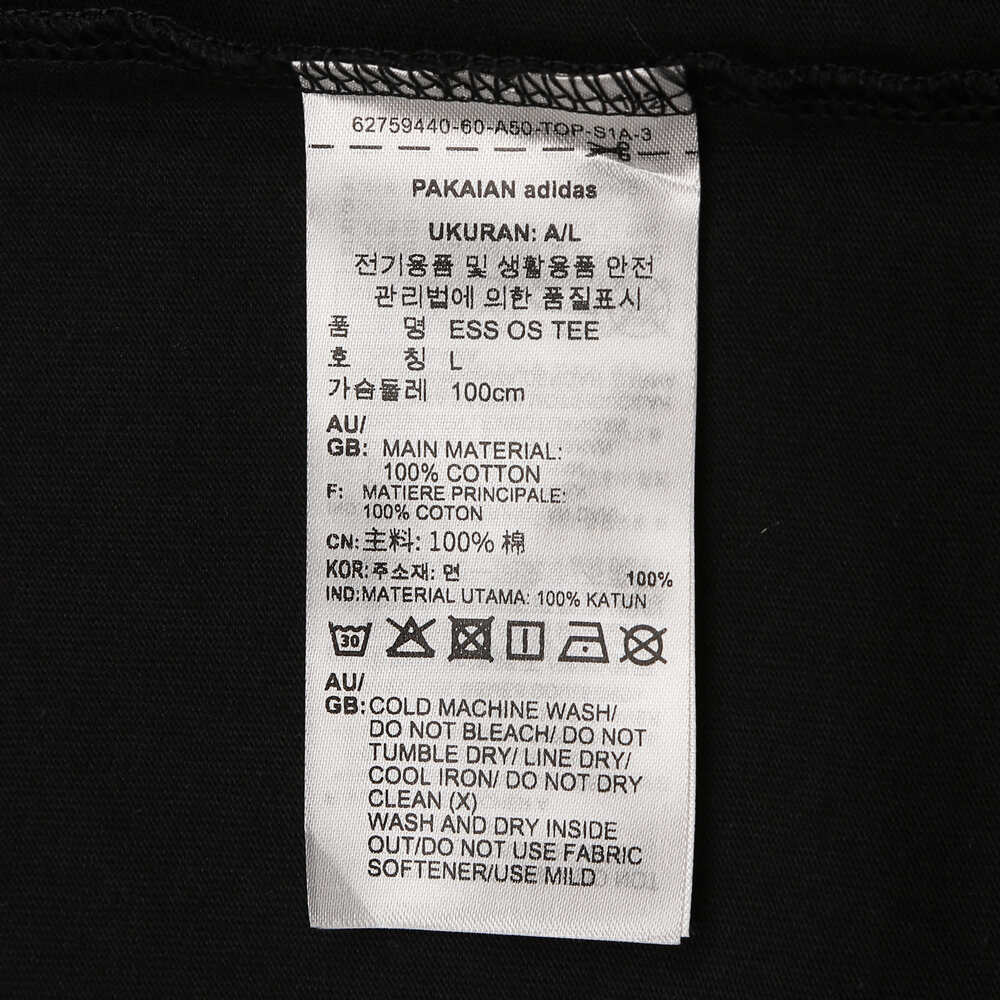 62759440-60-A50-TOP-S1A-3
PAKAIAN adidas
UKURAN: A/L
전기용품 및 생활용품 안전
관리법에 의한 품질표시
품 명 ESS OS TEE
호 칭 L
가슴둘레 100cm
AU/
GB: MAIN MATERIAL:
100% COTTON
F: MATIERE PRINCIPALE:
100% COTON
CN: 主料: 100% 棉
KOR: 주소재: 면 100%
IND: MATERIAL UTAMA: 100% KATUN
30
AU/
GB: COLD MACHINE WASH/
DO NOT BLEACH/ DO NOT
TUMBLE DRY/ LINE DRY/
COOL IRON/ DO NOT DRY
CLEAN (X)
WASH AND DRY INSIDE
OUT/DO NOT USE FABRIC
SOFTENER/USE MILD